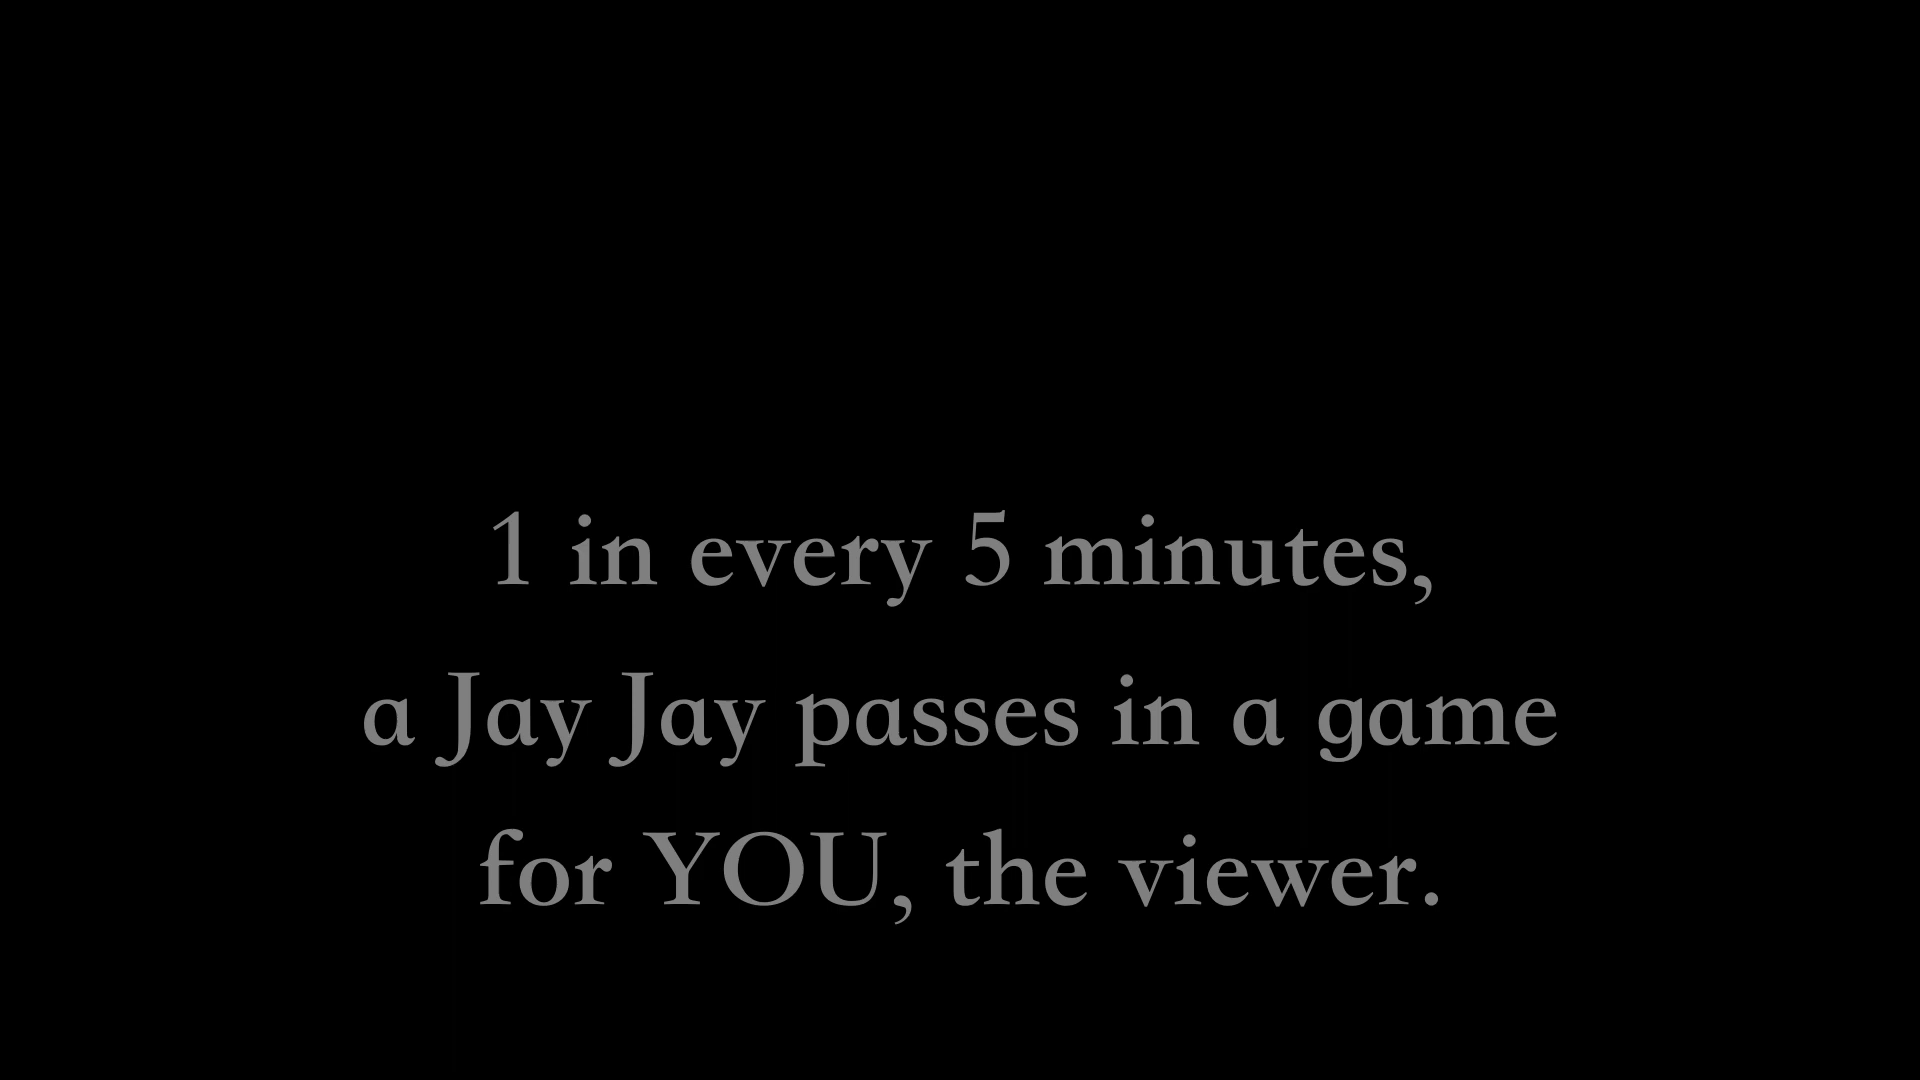 1 in every 5 minutes,
a Jay Jay passes in a game
for YOU, the viewer.